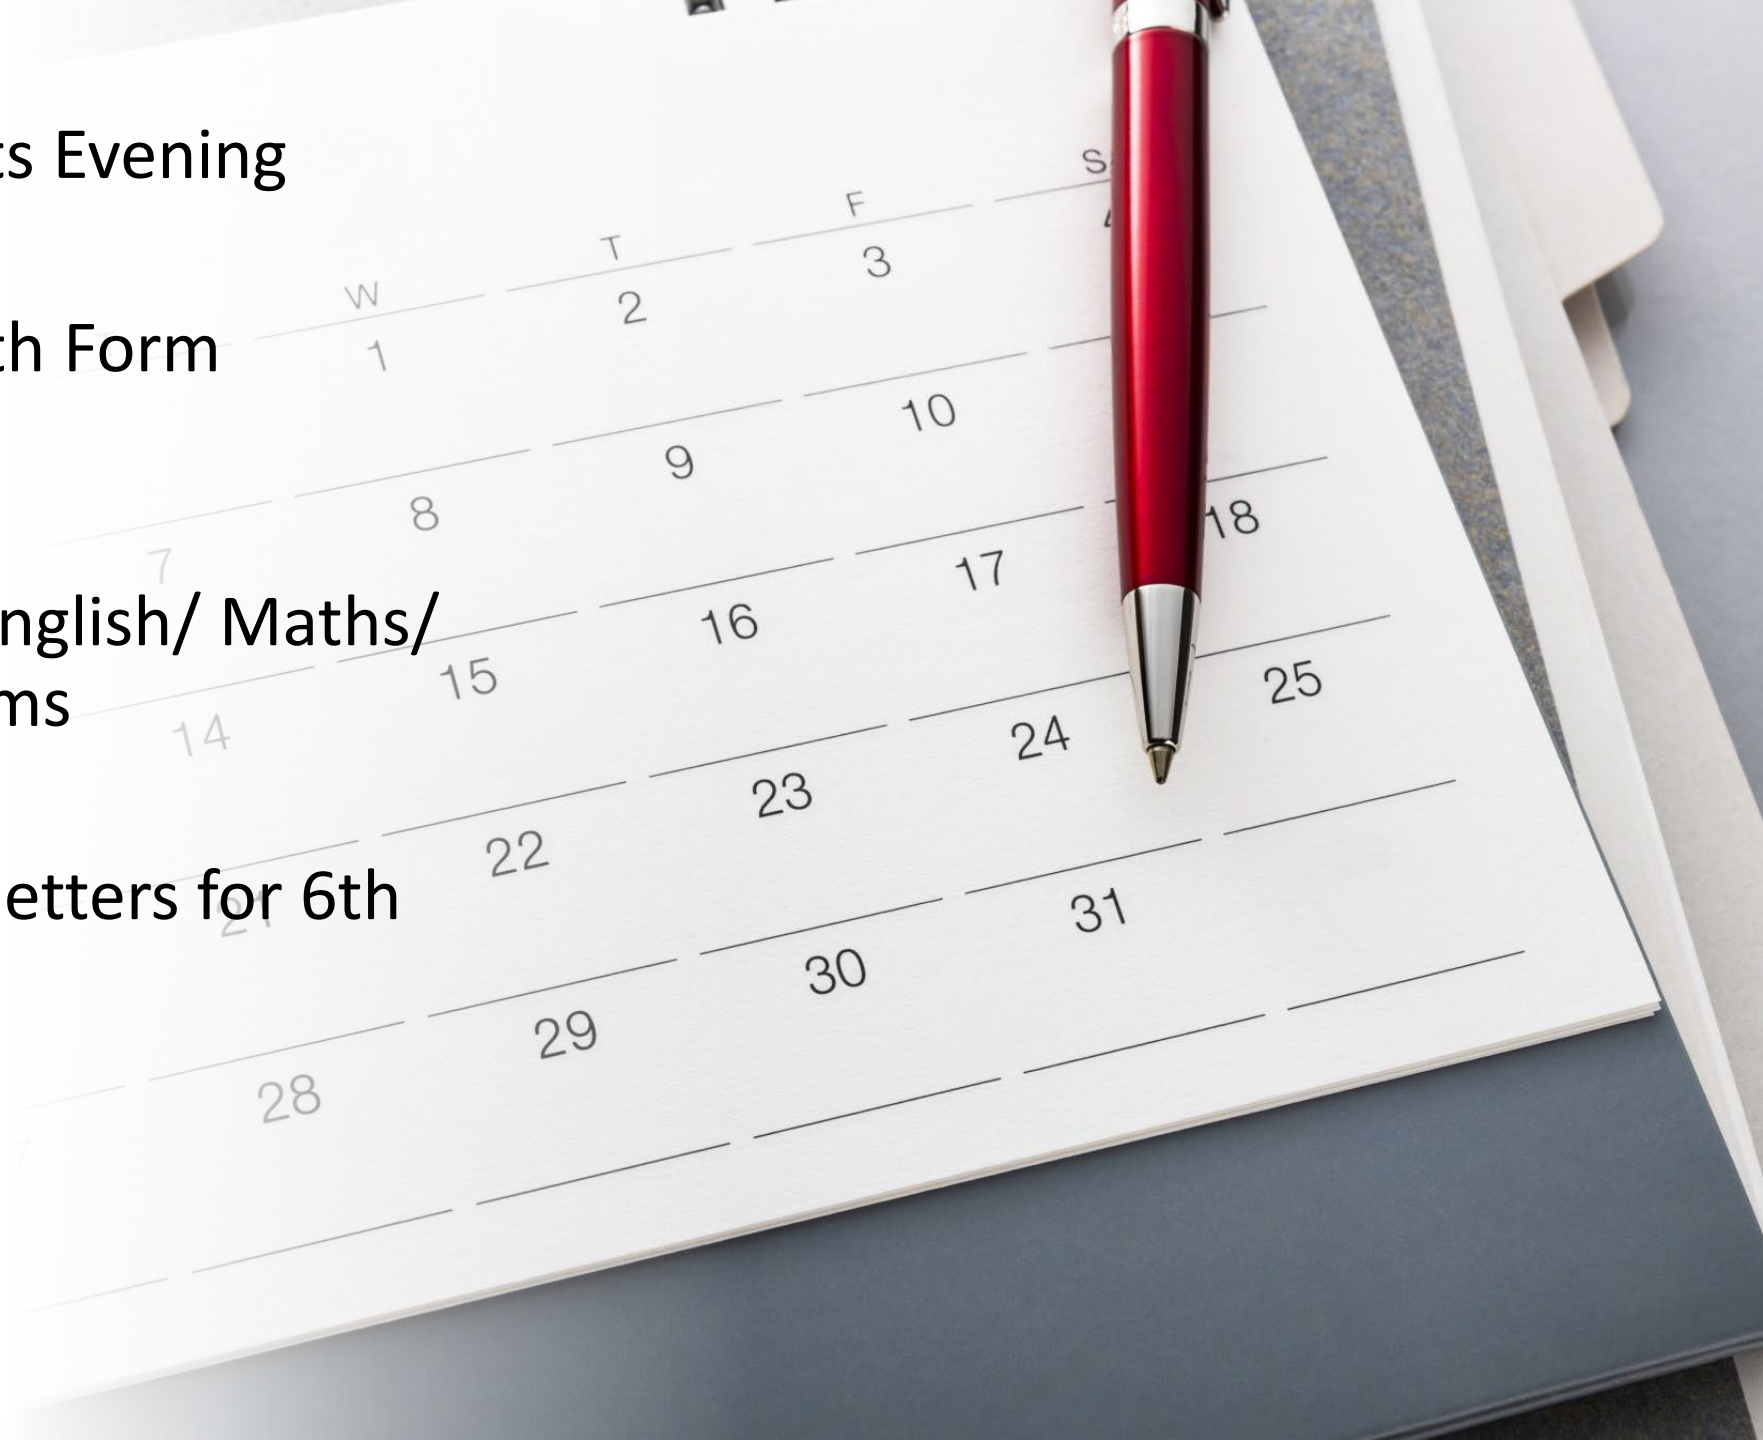 ts Evening
th Form
nglish/ Maths/
ms
etters for 6th
W T F S
1 2 3
7 8 9 10
14 15 16 17 18
21 22 23 24 25
28 29 30 31